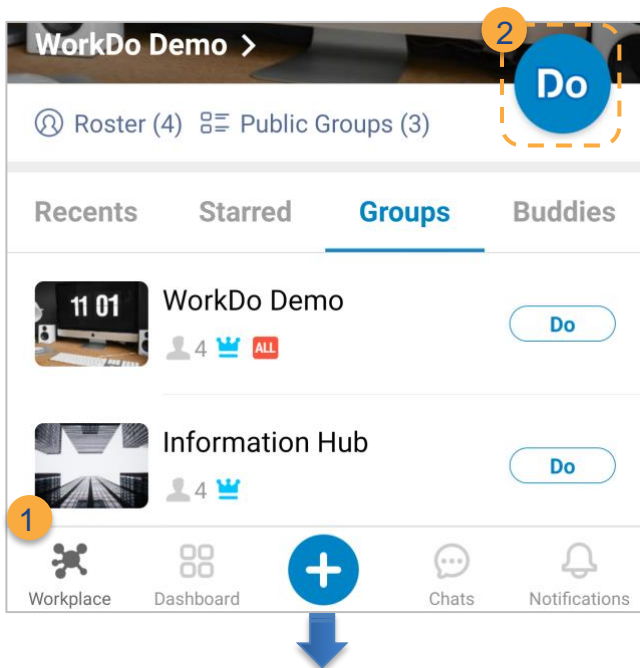 WorkDo Demo >
2
Do
Roster (4) Public Groups (3)
Recents Starred Groups Buddies
11 01
WorkDo Demo
Do
4 ALL
Information Hub
Do
4
1
Workplace Dashboard Chats Notifications